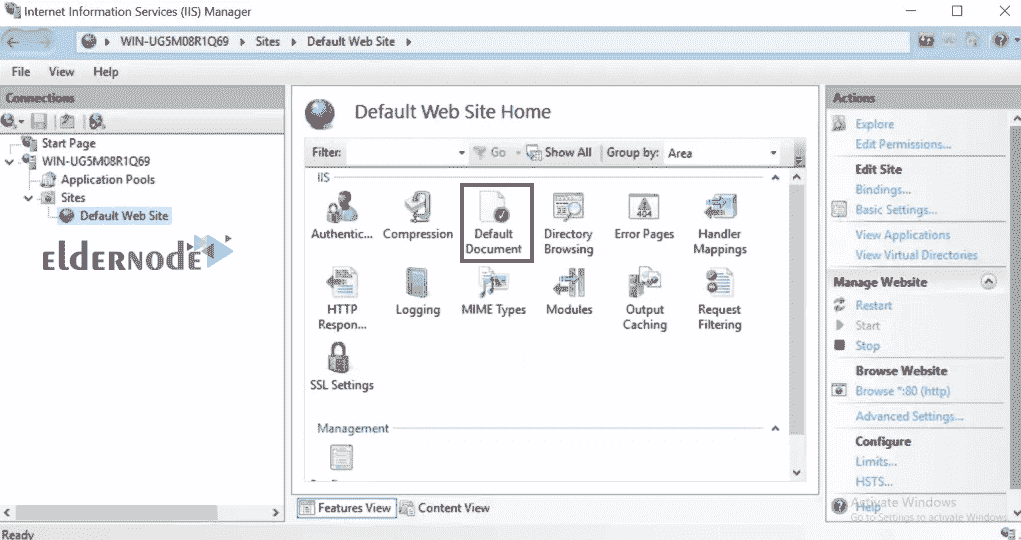 Internet Information Services (IIS) Manager
WIN-UG5M08R1Q69 Sites Default Web Site
File View Help
Connections
Start Page
WIN-UG5M08R1Q69
Application Pools
Sites
Default Web Site
ELDERNODE
Default Web Site Home
Filter: Go Show All Group by: Area
IIS
Authentic... Compression Default Document Directory Browsing Error Pages Handler Mappings
HTTP Respon... Logging MIME Types Modules Output Caching Request Filtering
SSL Settings
Management
Features View Content View
Actions
Explore
Edit Permissions...
Edit Site
Bindings...
Basic Settings...
View Applications
View Virtual Directories
Manage Website
Restart
Start
Stop
Browse Website
Browse *:80 (http)
Advanced Settings...
Configure
Limits...
HSTS...
Help
Activate Windows
Go to Settings to activate Windows.
Ready